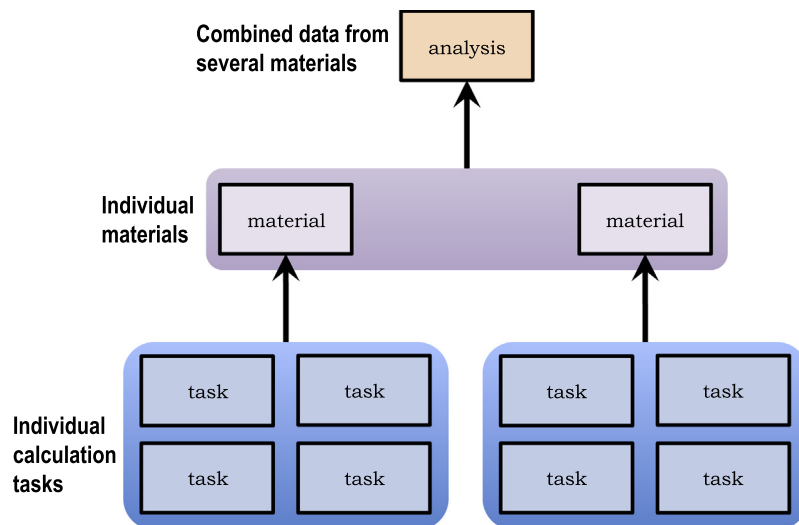 Combined data from
several materials
analysis
Individual
materials
material
material
task
task
task
task
Individual
calculation
tasks
task
task
task
task